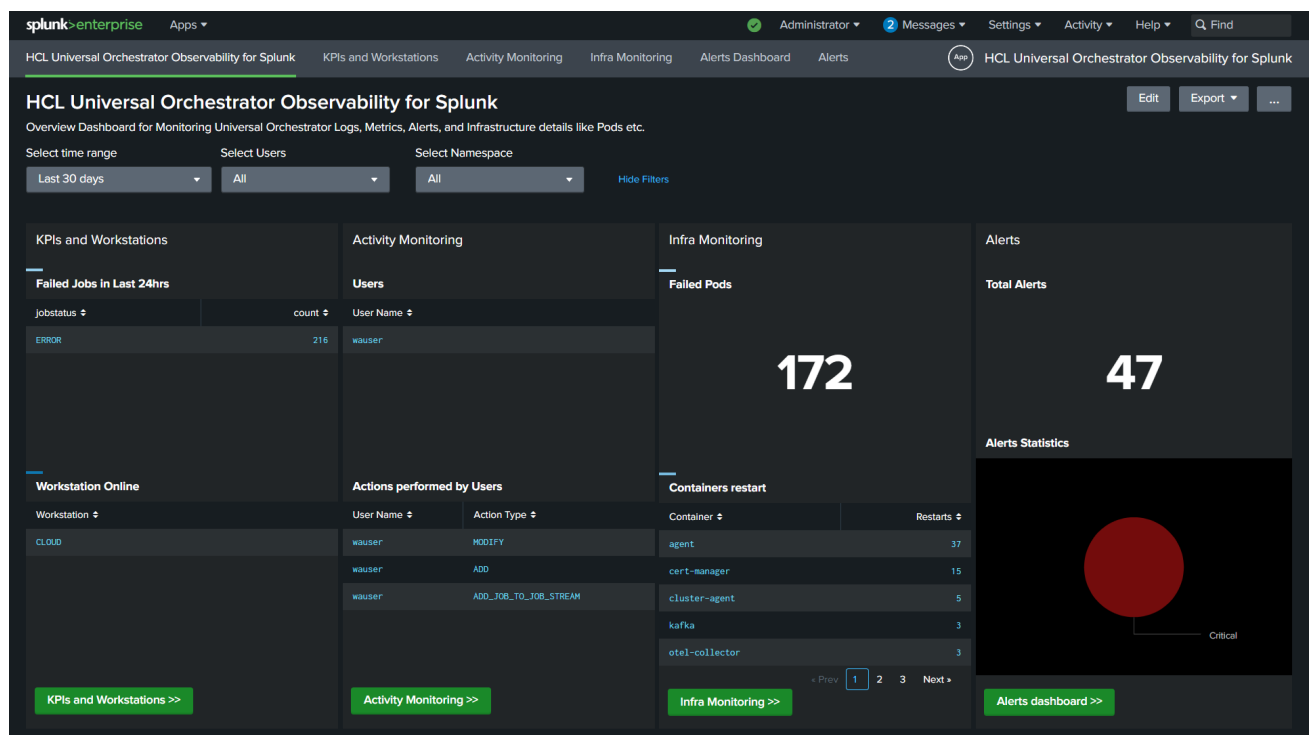 splunk>enterprise Apps Administrator 2 Messages Settings Activity Help Find
HCL Universal Orchestrator Observability for Splunk KPIs and Workstations Activity Monitoring Infra Monitoring Alerts Dashboard Alerts App HCL Universal Orchestrator Observability for Splunk
HCL Universal Orchestrator Observability for Splunk Edit Export ...
Overview Dashboard for Monitoring Universal Orchestrator Logs, Metrics, Alerts, and Infrastructure details like Pods etc.
Select time range Select Users Select Namespace
Last 30 days All All Hide Filters
KPIs and Workstations
Failed Jobs in Last 24hrs
jobstatus count
ERROR 216
Workstation Online
Workstation
CLOUD
KPIs and Workstations >>
Activity Monitoring
Users
User Name
wauser
Actions performed by Users
User Name Action Type
wauser MODIFY
wauser ADD
wauser ADD_JOB_TO_JOB_STREAM
Activity Monitoring >>
Infra Monitoring
Failed Pods
172
Containers restart
Container Restarts
agent 37
cert-manager 15
cluster-agent 5
kafka 3
otel-collector 3
« Prev 1 2 3 Next »
Infra Monitoring >>
Alerts
Total Alerts
47
Alerts Statistics
Critical
Alerts dashboard >>